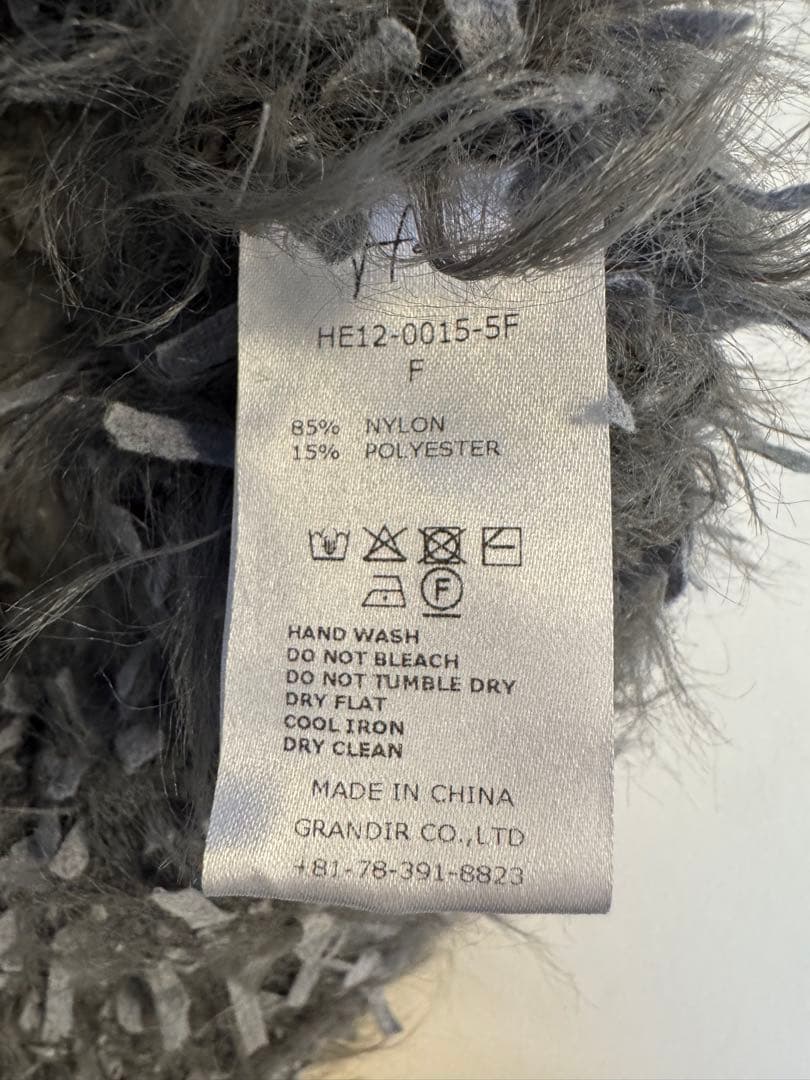 HE12-0015-5F
F
85% NYLON
15% POLYESTER
F
HAND WASH
DO NOT BLEACH
DO NOT TUMBLE DRY
DRY FLAT
COOL IRON
DRY CLEAN
MADE IN CHINA
GRANDIR CO.,LTD
+81-78-391-8823